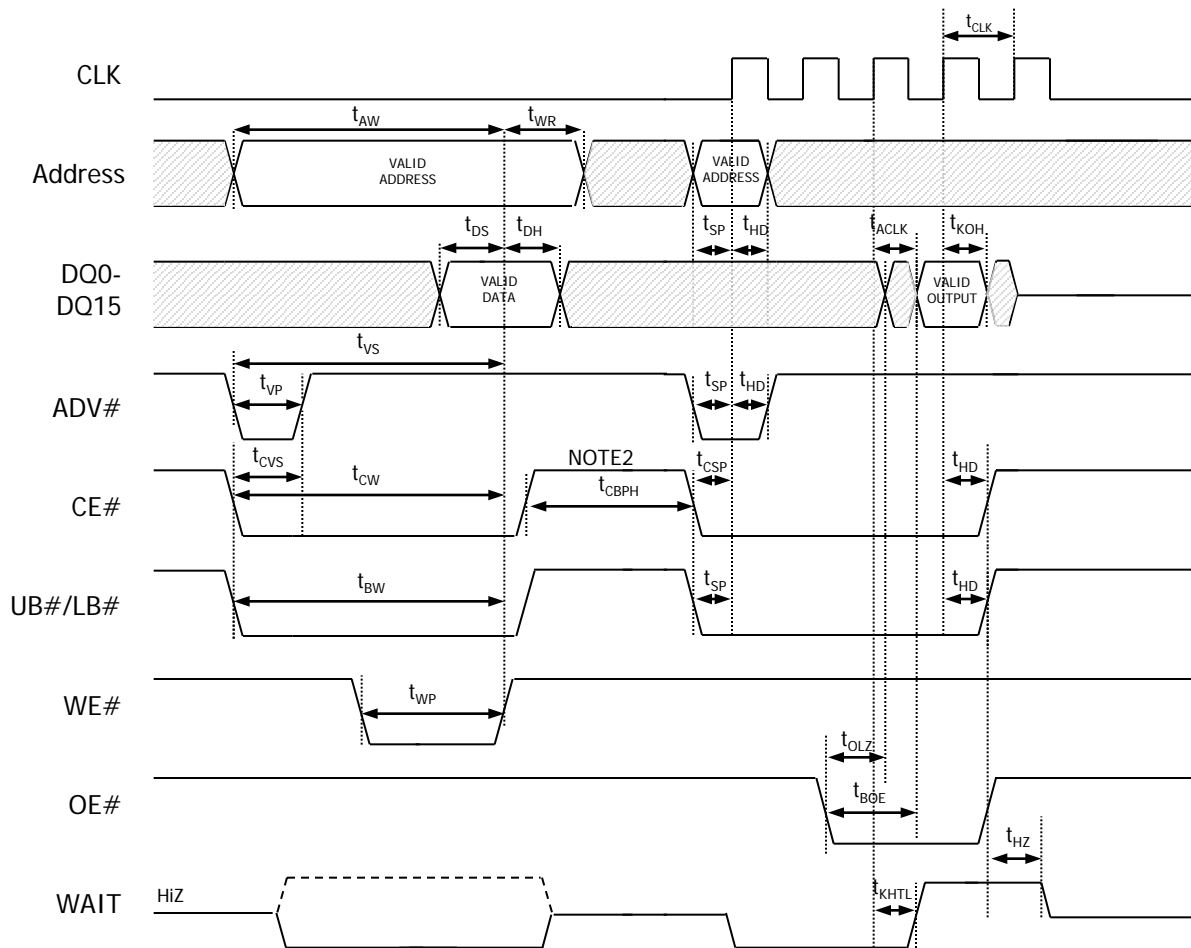 tCLK
CLK
tAW
tWR
Address
VALID
ADDRESS
VALID
ADDRESS
tDS
tDH
tSP
tHD
tACLK
tKOH
DQ0-
DQ15
VALID
DATA
VALID
OUTPUT
tVS
tVP
tSP
tHD
ADV#
tCVS
tCW
NOTE2
tCBPH
tCSP
tHD
CE#
tBW
tSP
tHD
UB#/LB#
WE#
tWP
tOLZ
OE#
tBOE
tHZ
WAIT
HiZ
tKHTL